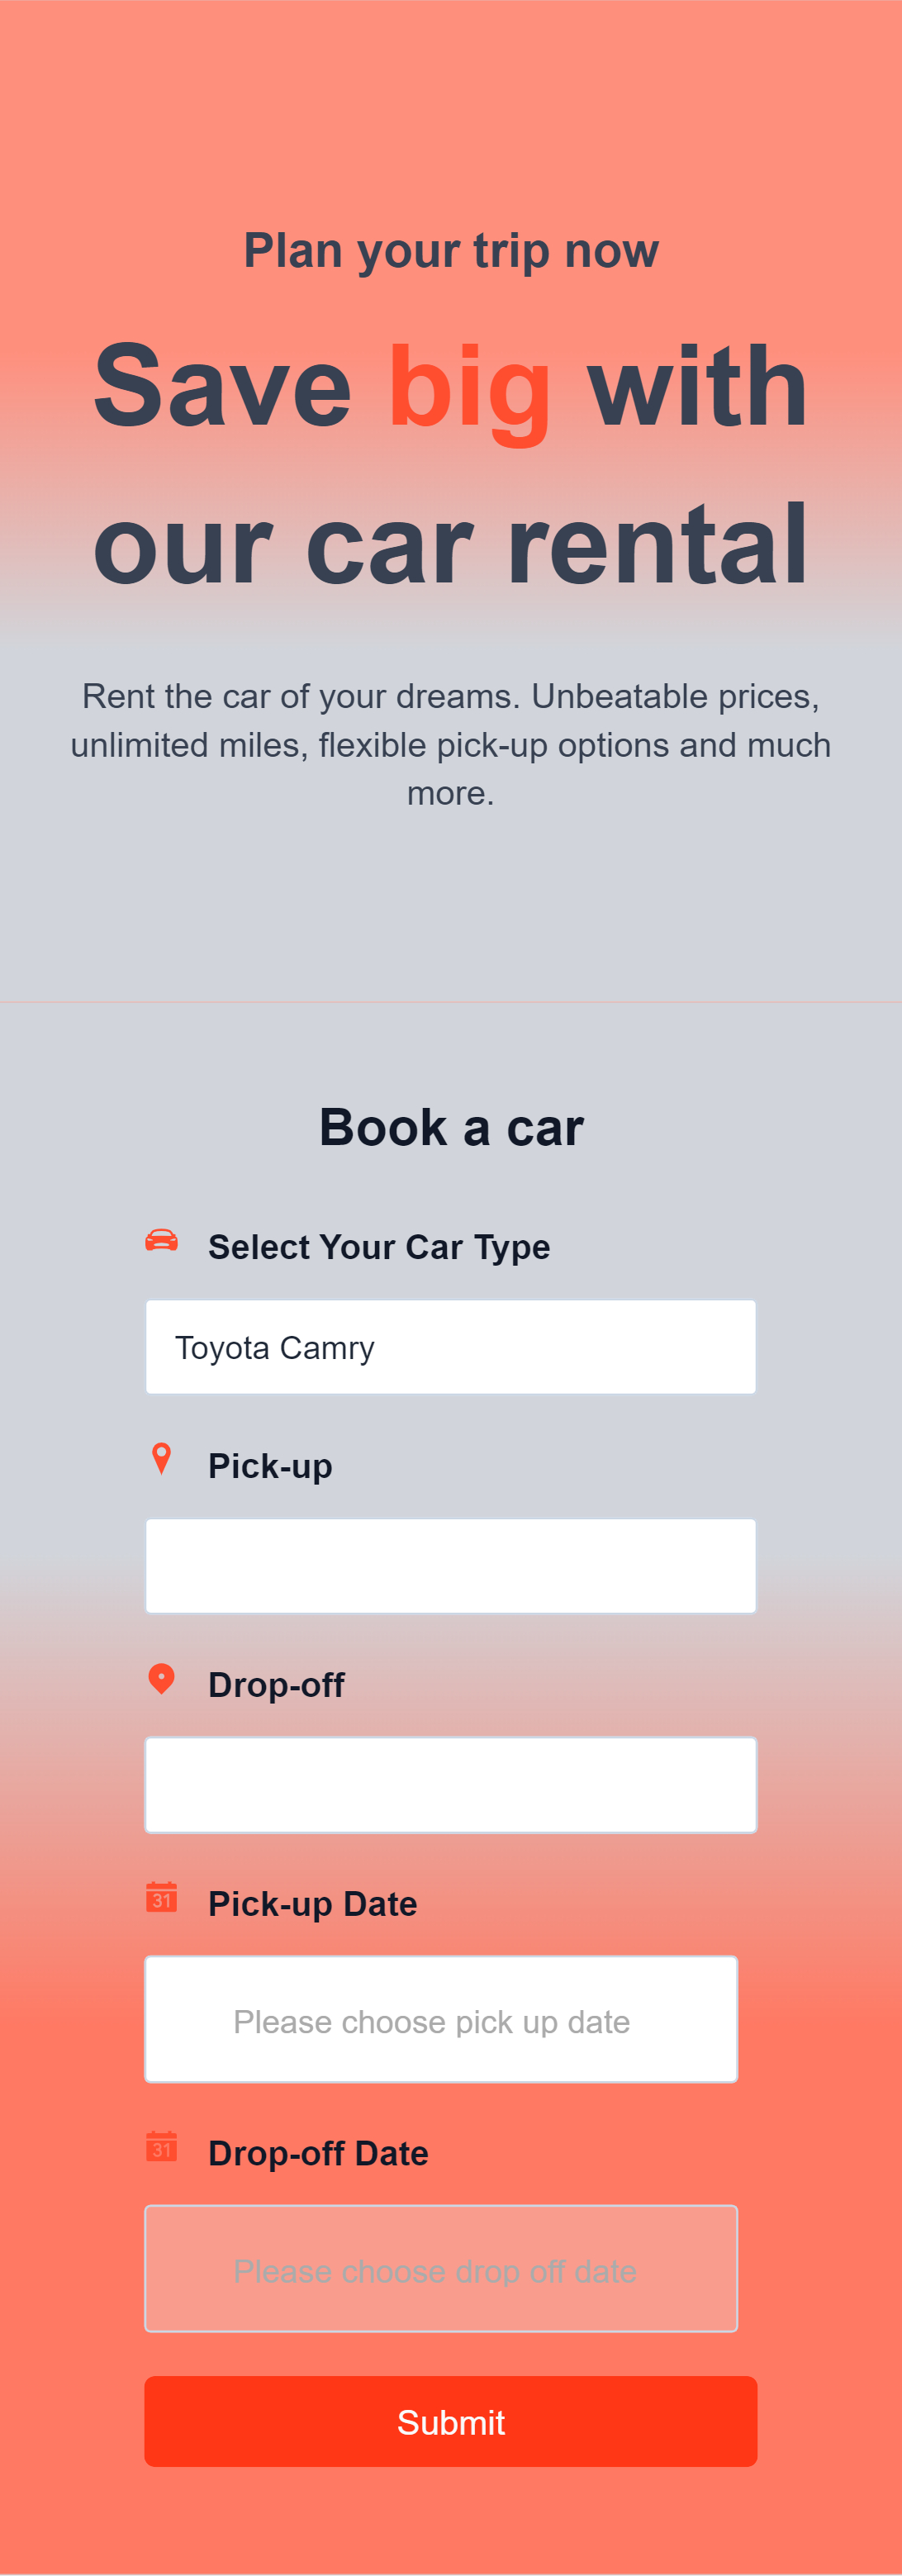 Plan your trip now
Save big with
our car rental
Rent the car of your dreams. Unbeatable prices,
unlimited miles, flexible pick-up options and much
more.
Book a car
Select Your Car Type
Toyota Camry
Pick-up
Drop-off
31
Pick-up Date
Please choose pick up date
31
Drop-off Date
Please choose drop off date
Submit